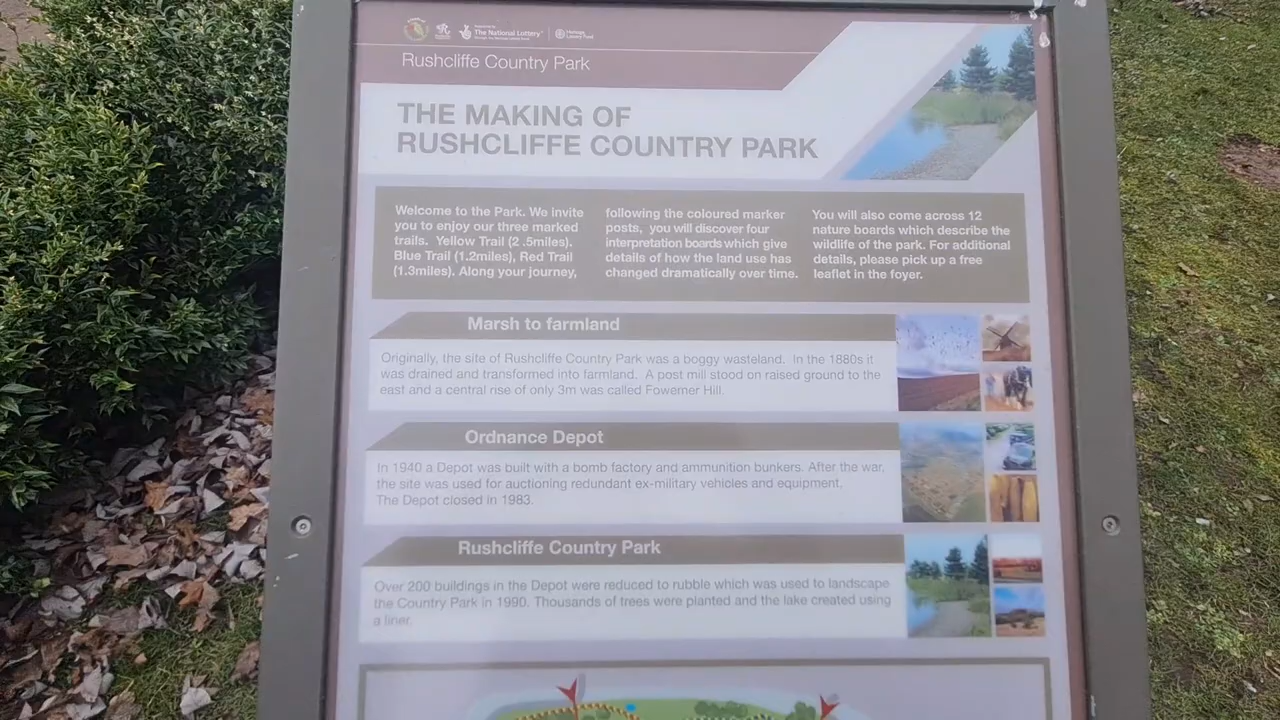 The National Lottery
Heritage
Lottery Fund
Rushcliffe Country Park
THE MAKING OF
RUSHCLIFFE COUNTRY PARK
Welcome to the Park. We invite
you to enjoy our three marked
trails. Yellow Trail (2 .5miles).
Blue Trail (1.2miles), Red Trail
(1.3miles). Along your journey,
following the coloured marker
posts, you will discover four
interpretation boards which give
details of how the land use has
changed dramatically over time.
You will also come across 12
nature boards which describe the
wildlife of the park. For additional
details, please pick up a free
leaflet in the foyer.
Marsh to farmland
Originally, the site of Rushcliffe Country Park was a boggy wasteland. In the 1880s it
was drained and transformed into farmland. A post mill stood on raised ground to the
east and a central rise of only 3m was called Fowemer Hill.
Ordnance Depot
In 1940 a Depot was built with a bomb factory and ammunition bunkers. After the war,
the site was used for auctioning redundant ex-military vehicles and equipment.
The Depot closed in 1983.
Rushcliffe Country Park
Over 200 buildings in the Depot were reduced to rubble which was used to landscape
the Country Park in 1990. Thousands of trees were planted and the lake created using
a liner.